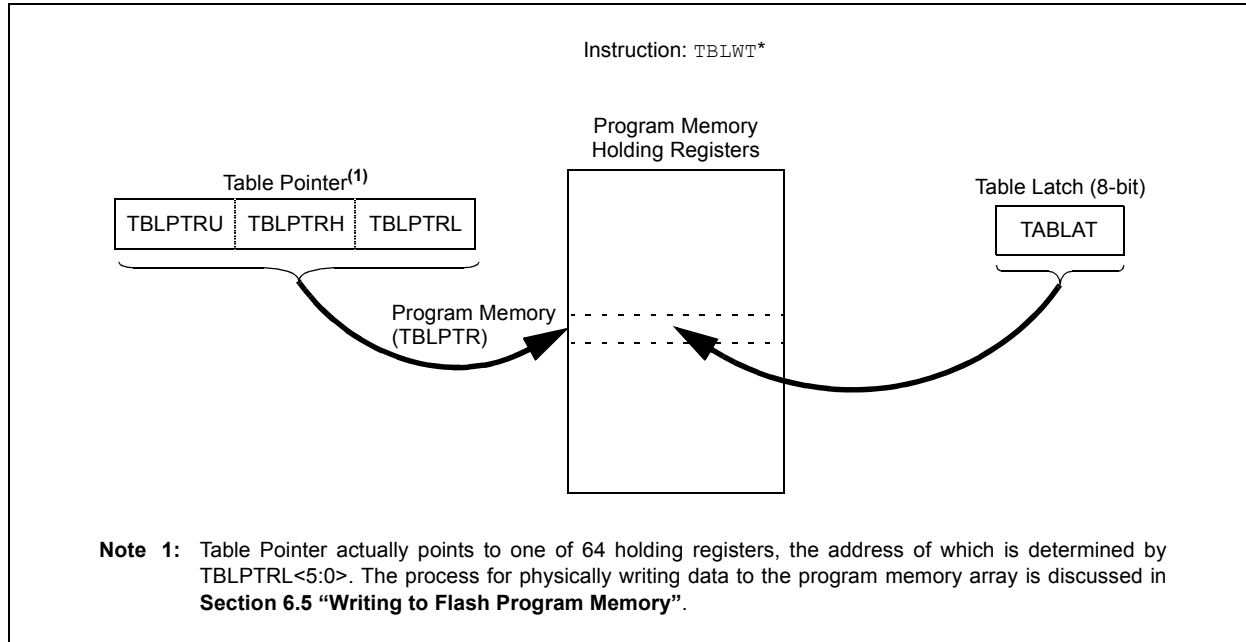 Instruction: TBLWT*
Program Memory
Holding Registers
Table Pointer(1)
Table Latch (8-bit)
TBLPTRU TBLPTRH TBLPTRL
TABLAT
Program Memory
(TBLPTR)
Note 1: Table Pointer actually points to one of 64 holding registers, the address of which is determined by
TBLPTRL<5:0>. The process for physically writing data to the program memory array is discussed in
Section 6.5 “Writing to Flash Program Memory”.